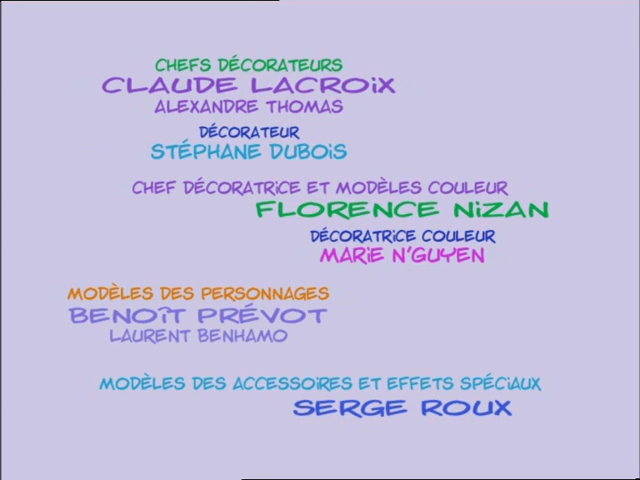 CHEFS DÉCORATEURS
CLAUDE LACROIX
ALEXANDRE THOMAS
DÉCORATEUR
STÉPHANE DUBOIS
CHEF DÉCORATRICE ET MODÈLES COULEUR
FLORENCE NIZAN
DÉCORATRICE COULEUR
MARIE N'GUYEN
MODÈLES DES PERSONNAGES
BENOÎT PRÉVOT
LAURENT BENHAMO
MODÈLES DES ACCESSOIRES ET EFFETS SPÉCIAUX
SERGE ROUX